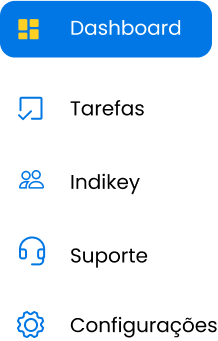 Dashboard
Tarefas
Indikey
Suporte
Configurações